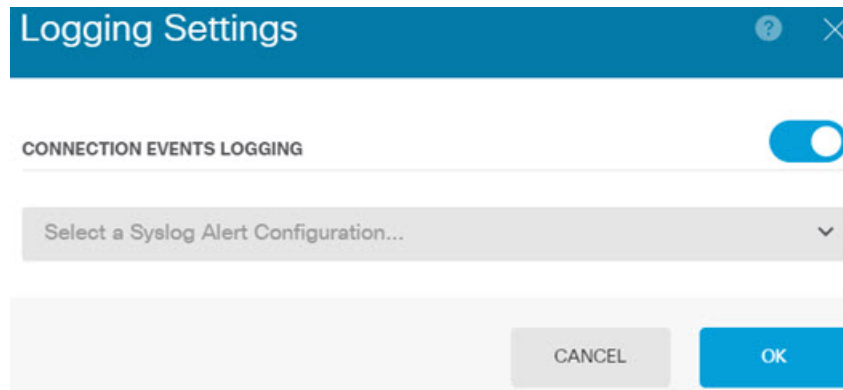 Logging Settings
?
CONNECTION EVENTS LOGGING
Select a Syslog Alert Configuration...
CANCEL OK